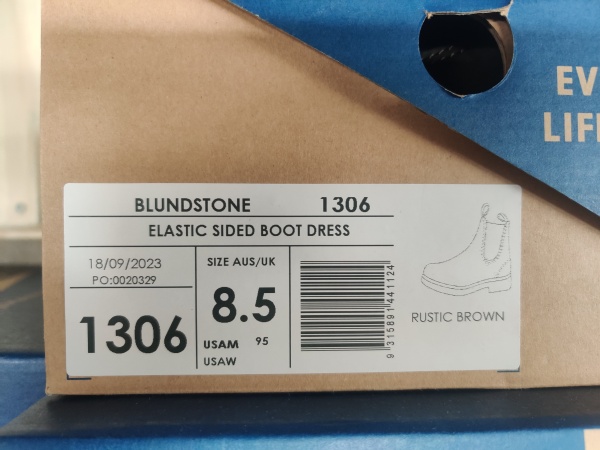 EV
LIF
BLUNDSTONE 1306
ELASTIC SIDED BOOT DRESS
18/09/2023
PO:0020329
1306
SIZE AUS/UK
8.5
USAM 95
USAW
9 315891 441124
RUSTIC BROWN